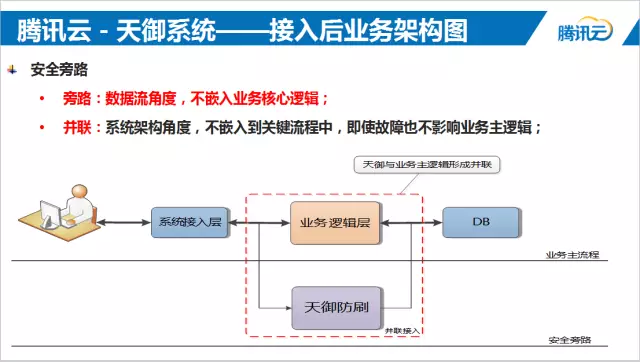 腾讯云 - 天御系统——接入后业务架构图
腾讯云
安全旁路
旁路：数据流角度，不嵌入业务核心逻辑；
并联：系统架构角度，不嵌入到关键流程中，即使故障也不影响业务主逻辑；
天御与业务主逻辑形成并联
系统接入层
业务逻辑层
DB
业务主流程
天御防刷
并联接入
安全旁路